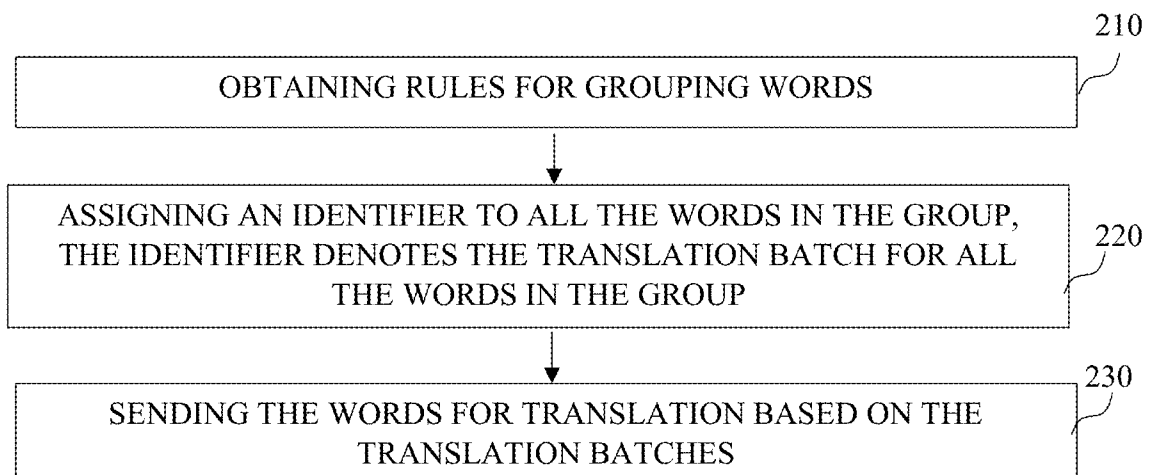 210
OBTAINING RULES FOR GROUPING WORDS
ASSIGNING AN IDENTIFIER TO ALL THE WORDS IN THE GROUP,
THE IDENTIFIER DENOTES THE TRANSLATION BATCH FOR ALL
THE WORDS IN THE GROUP
220
230
SENDING THE WORDS FOR TRANSLATION BASED ON THE
TRANSLATION BATCHES